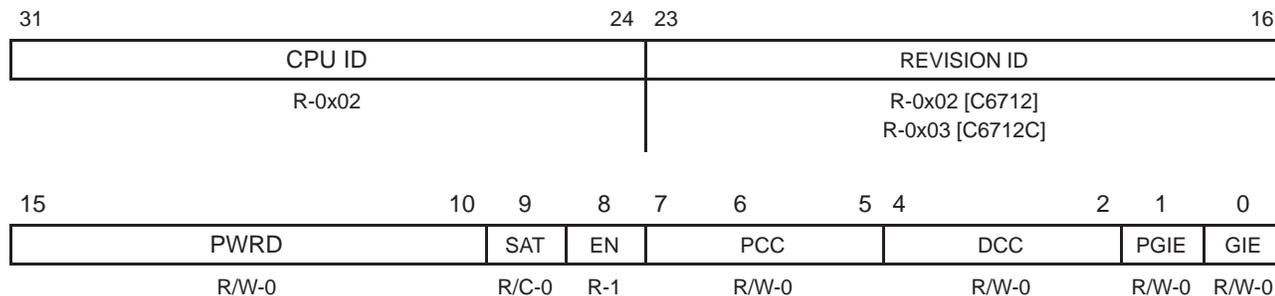 31 24 23 16
CPU ID REVISION ID
R-0x02 R-0x02 [C6712]
R-0x03 [C6712C]
15 10 9 8 7 6 5 4 2 1 0
PWRD SAT EN PCC DCC PGIE GIE
R/W-0 R/C-0 R-1 R/W-0 R/W-0 R/W-0 R/W-0